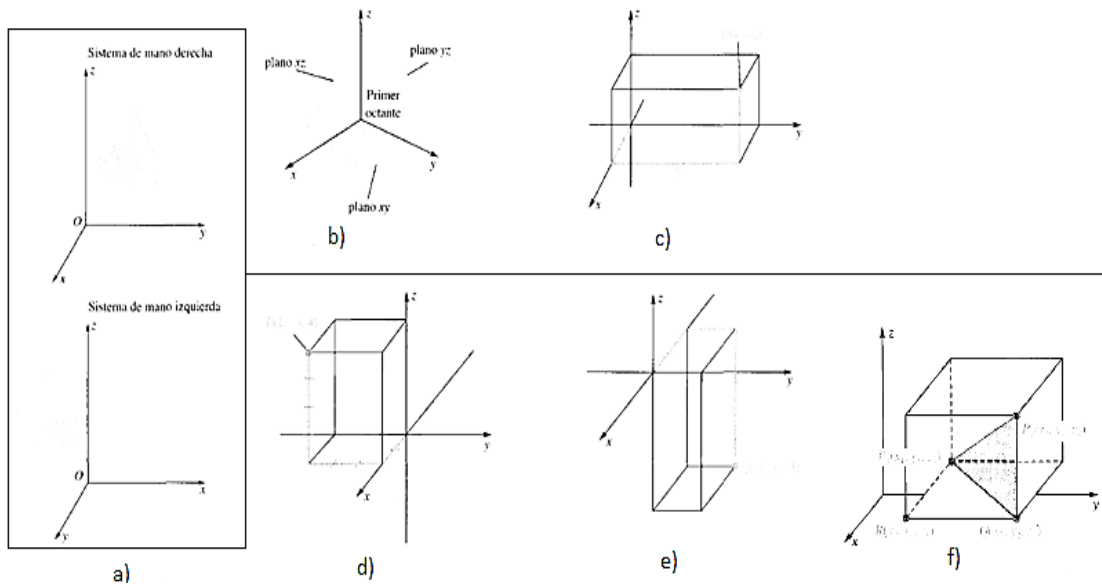 Sistema de mano derecha
z
O
y
x
Sistema de mano izquierda
z
O
x
y
a)
z
plano xz
plano yz
Primer
octante
x
y
plano xy
b)
z
y
x
c)
z
y
x
d)
z
y
x
e)
z
y
x
f)